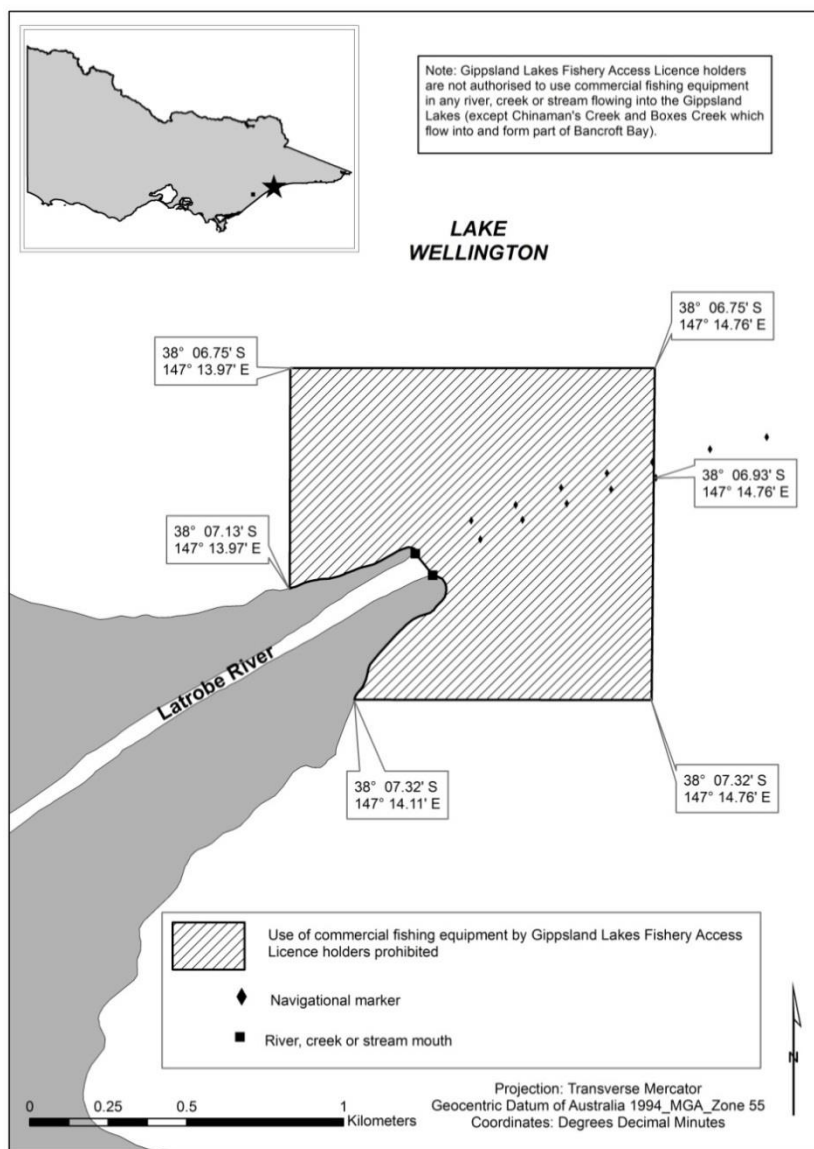 Note: Gippsland Lakes Fishery Access Licence holders
are not authorised to use commercial fishing equipment
in any river, creek or stream flowing into the Gippsland
Lakes (except Chinaman's Creek and Boxes Creek which
flow into and form part of Bancroft Bay).
LAKE
WELLINGTON
38° 06.75' S
147° 14.76' E
38° 06.75' S
147° 13.97' E
38° 06.93' S
147° 14.76' E
38° 07.13' S
147° 13.97' E
Latrobe River
38° 07.32' S
147° 14.11' E
38° 07.32' S
147° 14.76' E
Use of commercial fishing equipment by Gippsland Lakes Fishery Access
Licence holders prohibited
Navigational marker
River, creek or stream mouth
N
0 0.25 0.5 1
Kilometers
Projection: Transverse Mercator
Geocentric Datum of Australia 1994_MGA_Zone 55
Coordinates: Degrees Decimal Minutes